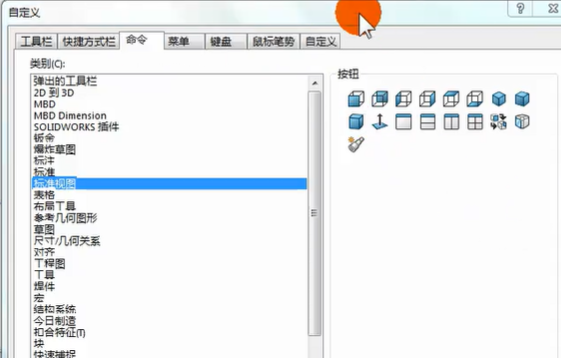 自定义
工具栏 快捷方式栏 命令 菜单 键盘 鼠标笔势 自定义
类别(C):
按钮
弹出的工具栏
2D 到 3D
MBD
MBD Dimension
SOLIDWORKS 插件
钣金
爆炸草图
标注
标准
标准视图
表格
布局工具
参考几何图形
草图
尺寸/几何关系
对齐
工程图
工具
焊件
宏
结构系统
今日制造
扣合特征(T)
块
快速捕捉